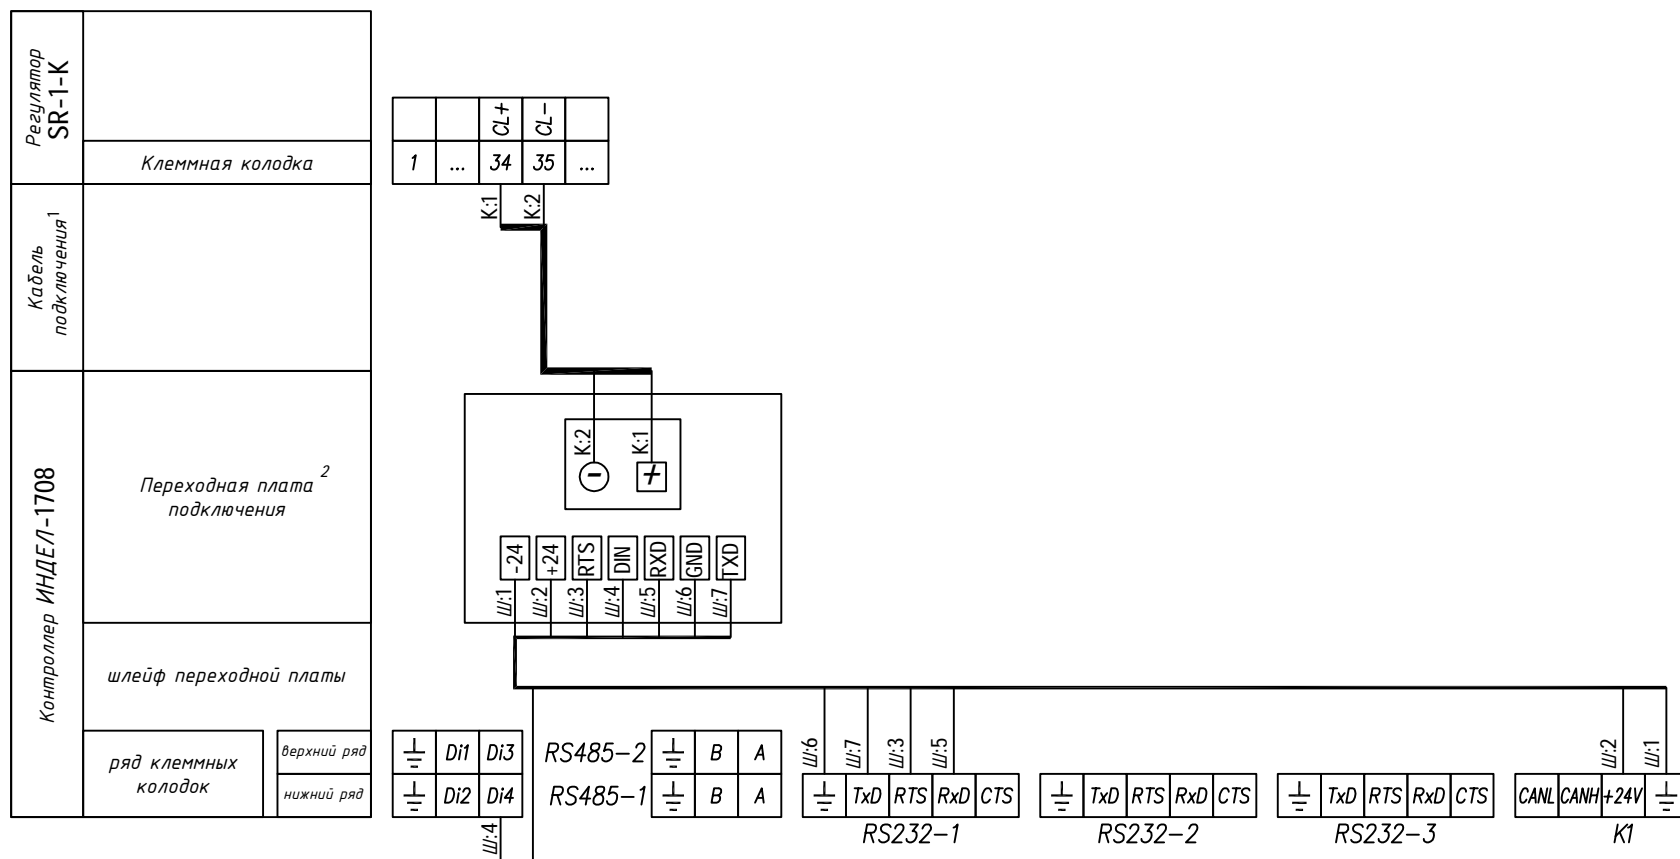 Регулятор
SR-1-K
Клеммная колодка
CL+ CL-
1 ... 34 35 ...
К:1 К:2
Кабель
подключения¹
К:2 К:1
- +
Контроллер ИНДЕЛ-1708
Переходная плата ²
подключения
-24 +24 RTS DIN RXD GND TXD
Ш:1 Ш:2 Ш:3 Ш:4 Ш:5 Ш:6 Ш:7
шлейф переходной платы
ряд клеммных
колодок
верхний ряд
нижний ряд
Di1 Di3 RS485-2 B A
Di2 Di4 RS485-1 B A
Ш:4
Ш:6 Ш:7 Ш:3 Ш:5
TxD RTS RxD CTS
RS232-1
TxD RTS RxD CTS
RS232-2
TxD RTS RxD CTS
RS232-3
Ш:2 Ш:1
CANL CANH +24V
K1